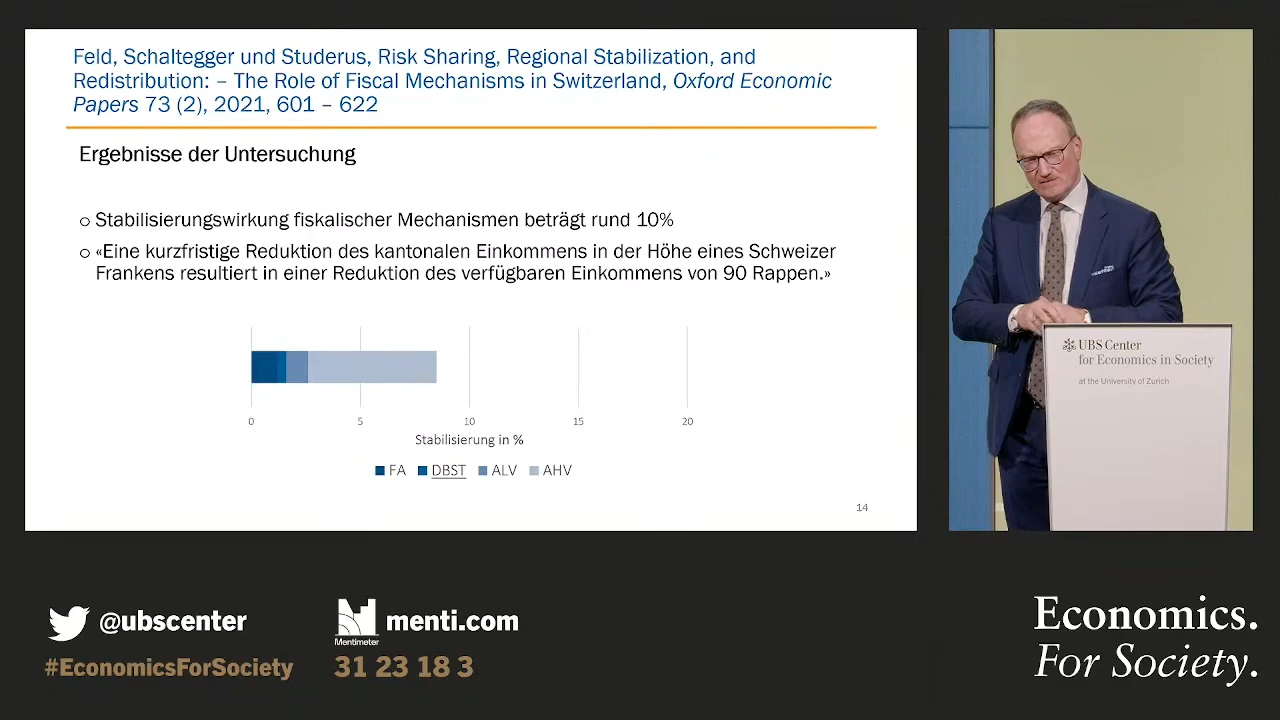 Feld, Schaltegger und Studerus, Risk Sharing, Regional Stabilization, and
Redistribution: – The Role of Fiscal Mechanisms in Switzerland, Oxford Economic
Papers 73 (2), 2021, 601 – 622
Ergebnisse der Untersuchung
o Stabilisierungswirkung fiskalischer Mechanismen beträgt rund 10%
o «Eine kurzfristige Reduktion des kantonalen Einkommens in der Höhe eines Schweizer
Frankens resultiert in einer Reduktion des verfügbaren Einkommens von 90 Rappen.»
0 5 10 15 20
Stabilisierung in %
FA DBST ALV AHV
14
UBS Center
for Economics in Society
at the University of Zurich
@ubscenter
#EconomicsForSociety
Mentimeter
menti.com
31 23 18 3
Economics.
For Society.